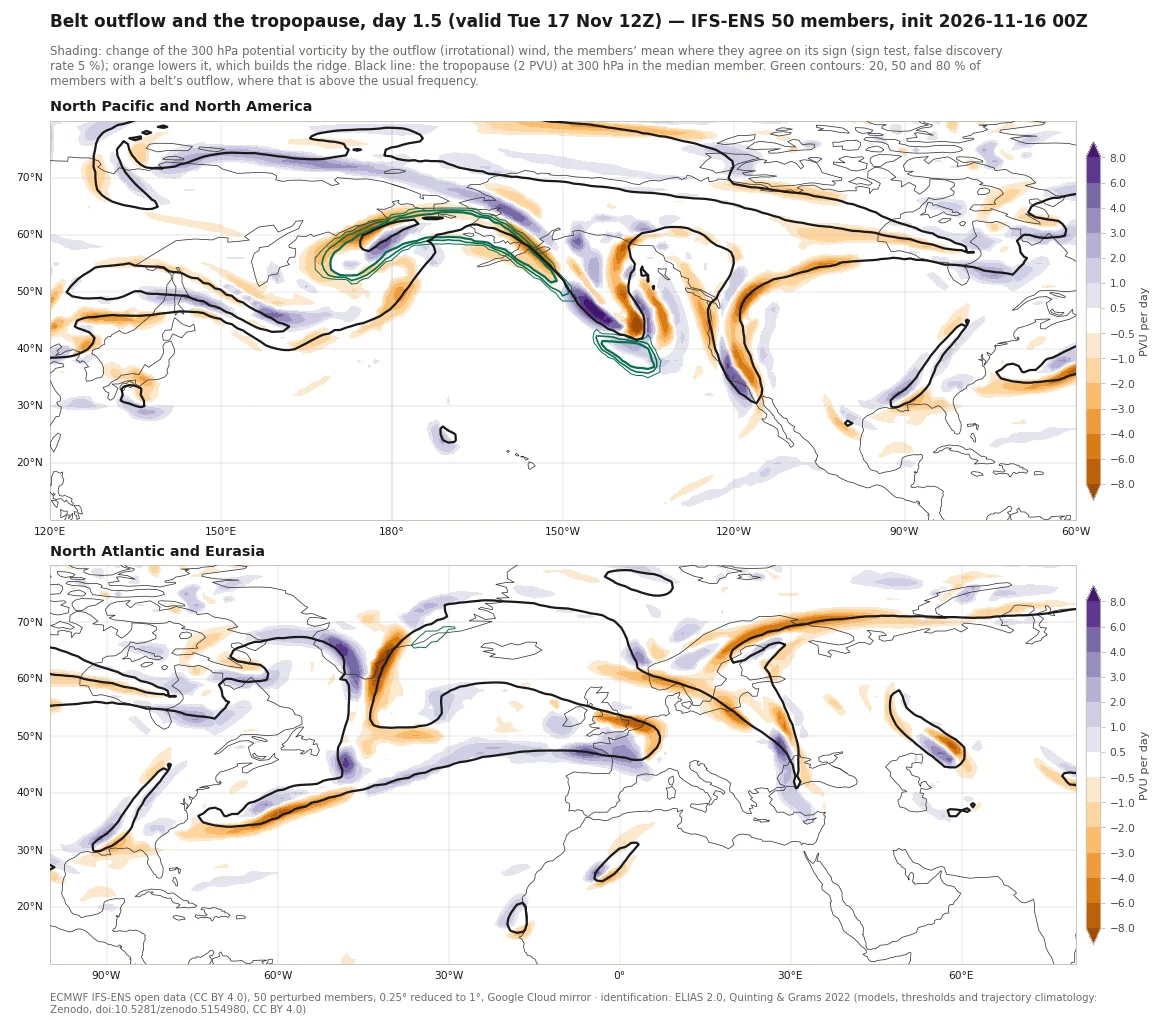 Belt outflow and the tropopause, day 1.5 (valid Tue 17 Nov 12Z) — IFS-ENS 50 members, init 2026-11-16 00Z
Shading: change of the 300 hPa potential vorticity by the outflow (irrotational) wind, the members’ mean where they agree on its sign (sign test, false discovery
rate 5 %); orange lowers it, which builds the ridge. Black line: the tropopause (2 PVU) at 300 hPa in the median member. Green contours: 20, 50 and 80 % of
members with a belt’s outflow, where that is above the usual frequency.
North Pacific and North America
70°N
60°N
50°N
40°N
30°N
20°N
120°E 150°E 180° 150°W 120°W 90°W 60°W
8.0
6.0
4.0
3.0
2.0
1.0
0.5
−0.5
−1.0
−2.0
−3.0
−4.0
−6.0
−8.0
PVU per day
North Atlantic and Eurasia
70°N
60°N
50°N
40°N
30°N
20°N
90°W 60°W 30°W 0° 30°E 60°E
8.0
6.0
4.0
3.0
2.0
1.0
0.5
−0.5
−1.0
−2.0
−3.0
−4.0
−6.0
−8.0
PVU per day
ECMWF IFS-ENS open data (CC BY 4.0), 50 perturbed members, 0.25° reduced to 1°, Google Cloud mirror · identification: ELIAS 2.0, Quinting & Grams 2022 (models, thresholds and trajectory climatology:
Zenodo, doi:10.5281/zenodo.5154980, CC BY 4.0)